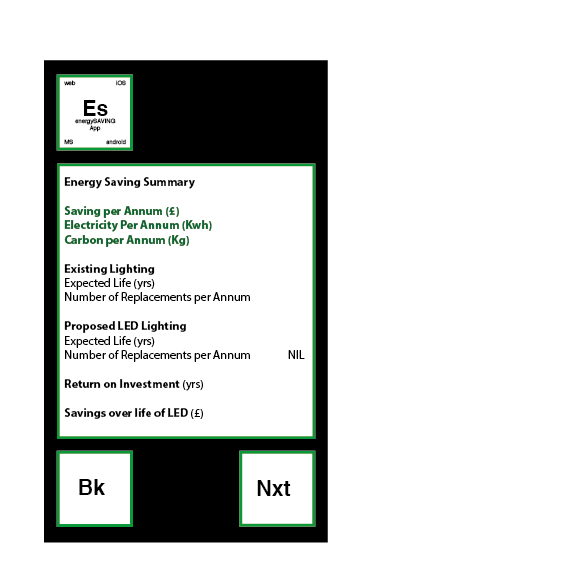 web iOS
Es
energySAVING
App
MS android
Energy Saving Summary
Saving per Annum (£)
Electricity Per Annum (Kwh)
Carbon per Annum (Kg)
Existing Lighting
Expected Life (yrs)
Number of Replacements per Annum
Proposed LED Lighting
Expected Life (yrs)
Number of Replacements per Annum NIL
Return on Investment (yrs)
Savings over life of LED (£)
Bk Nxt